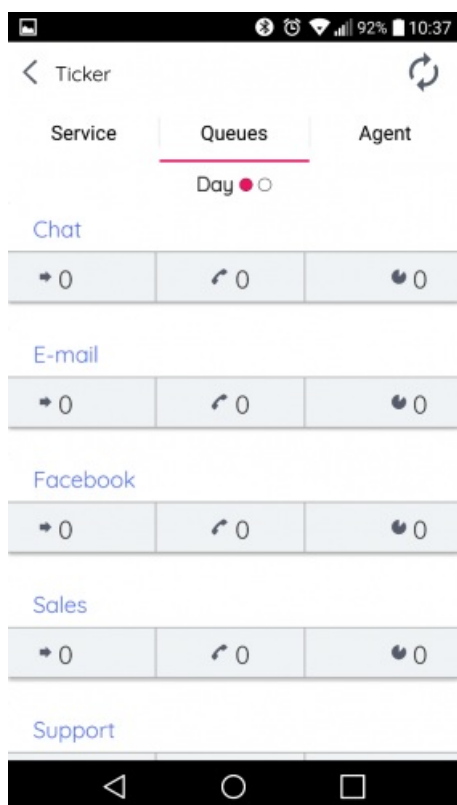 92% 10:37
Ticker
Service Queues Agent
Day
Chat
0 0 0
E-mail
0 0 0
Facebook
0 0 0
Sales
0 0 0
Support